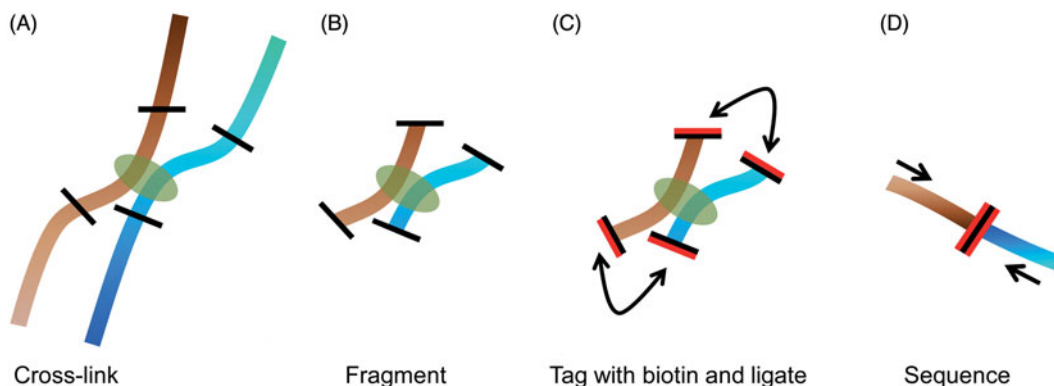 (A)
(B)
(C)
(D)
Cross-link
Fragment
Tag with biotin and ligate
Sequence